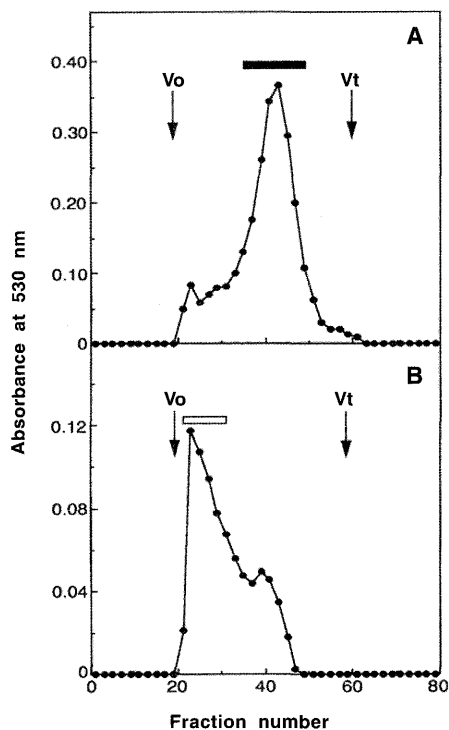 A
Vo
Vt
0.40
0.30
0.20
0.10
0
Absorbance at 530 nm
B
Vo
Vt
0.12
0.08
0.04
0
0 20 40 60 80
Fraction number